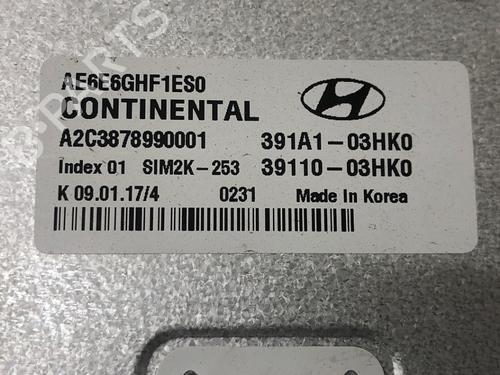 AE6E6GHF1ES0
CONTINENTAL
A2C3878990001 391A1-03HK0
Index 01 SIM2K-253 39110-03HK0
K 09.01.17/4 0231 Made in Korea
B-PARTS